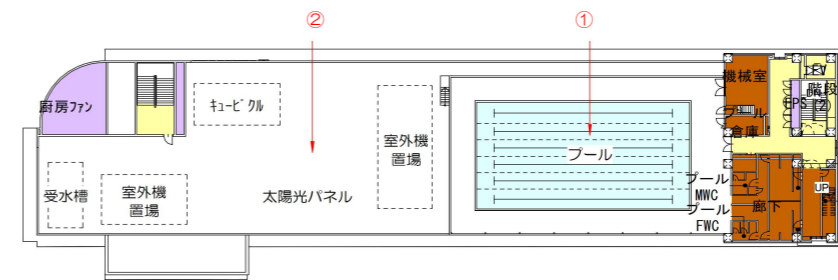 ②
①
厨房ファン
キュービクル
室外機
置場
プール
機械室
プール
倉庫
EV
階段
(2)
EPS
受水槽
室外機
置場
太陽光パネル
プール
MWC
プール
FWC
廊下
UP